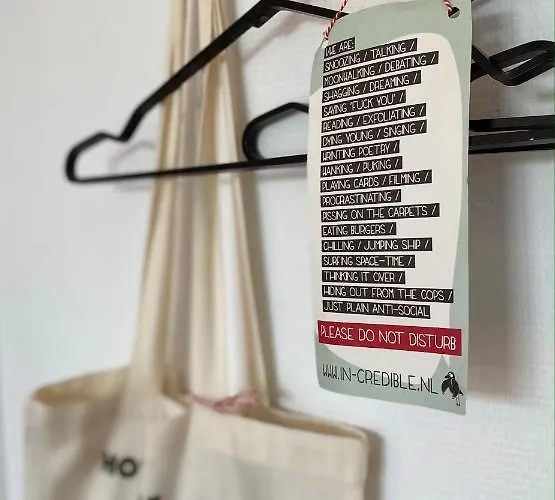 WE ARE:
SNOOZING / TALKING /
MOONWALKING / DEBATING /
SHAGGING / DREAMING /
SAYING "FUCK YOU" /
READING / EXFOLIATING /
DYING YOUNG / SINGING /
WRITING POETRY /
WANKING / PUKING /
PLAYING CARDS / FILMING /
PROCRASTINATING /
PISSING ON THE CARPETS /
EATING BURGERS /
CHILLING / JUMPING SHIP /
SURFING SPACE-TIME /
THINKING IT OVER /
HIDING OUT FROM THE COPS /
JUST PLAIN ANTI-SOCIAL
PLEASE DO NOT DISTURB
WWW.IN-CREDIBLE.NL
HO